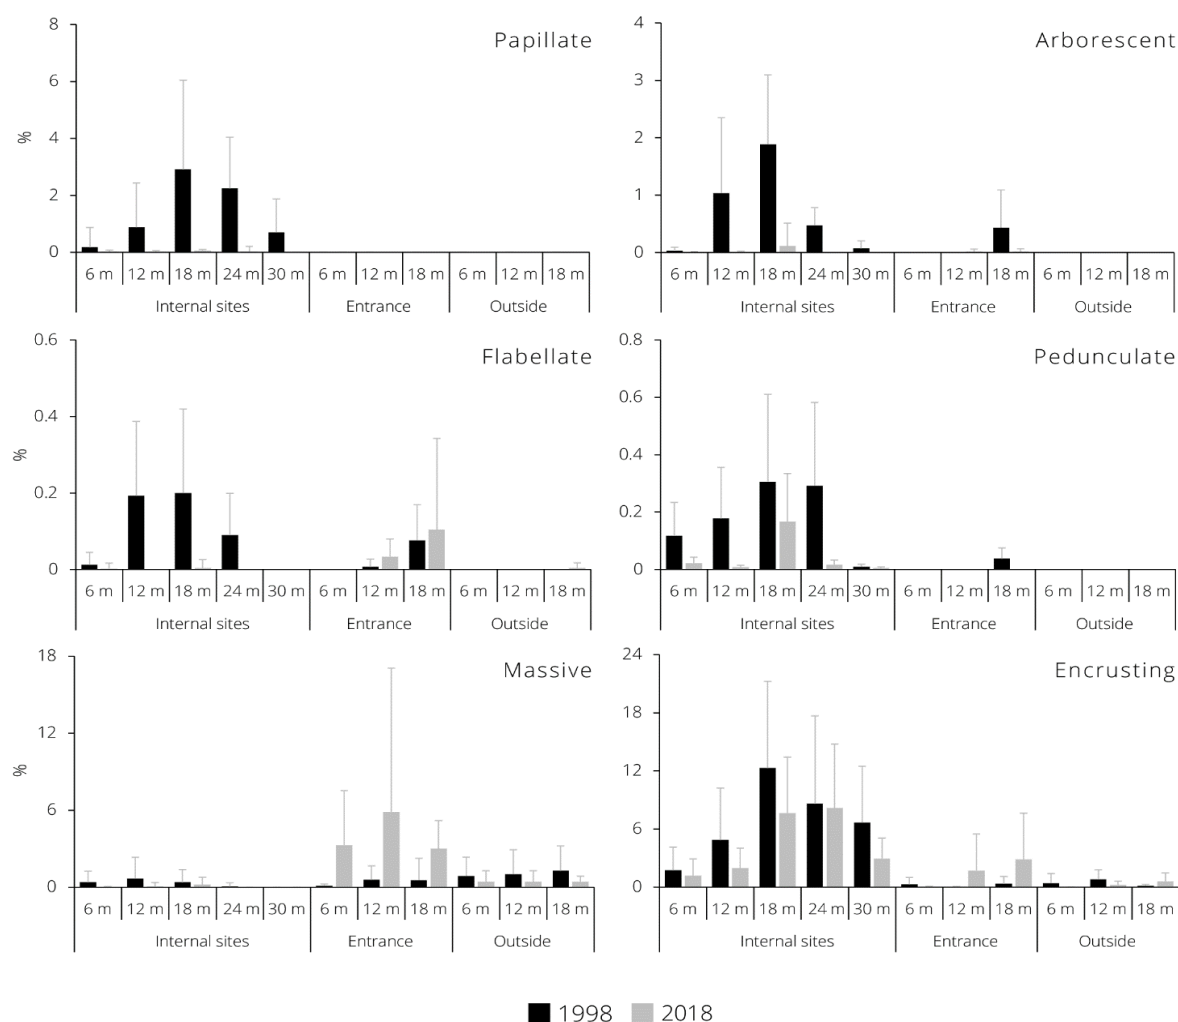 Papillate
8
6
4
2
0
%
6 m 12 m 18 m 24 m 30 m 6 m 12 m 18 m 6 m 12 m 18 m
Internal sites Entrance Outside
Arborescent
4
3
2
1
0
6 m 12 m 18 m 24 m 30 m 6 m 12 m 18 m 6 m 12 m 18 m
Internal sites Entrance Outside
Flabellate
0.6
0.4
0.2
0
%
6 m 12 m 18 m 24 m 30 m 6 m 12 m 18 m 6 m 12 m 18 m
Internal sites Entrance Outside
Pedunculate
0.8
0.6
0.4
0.2
0
6 m 12 m 18 m 24 m 30 m 6 m 12 m 18 m 6 m 12 m 18 m
Internal sites Entrance Outside
Massive
18
12
6
0
%
6 m 12 m 18 m 24 m 30 m 6 m 12 m 18 m 6 m 12 m 18 m
Internal sites Entrance Outside
Encrusting
24
18
12
6
0
6 m 12 m 18 m 24 m 30 m 6 m 12 m 18 m 6 m 12 m 18 m
Internal sites Entrance Outside
1998 2018